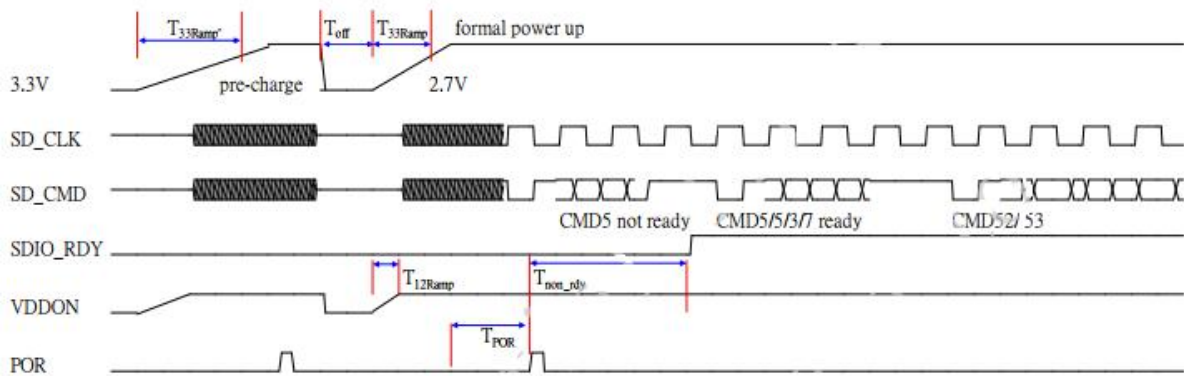 T33Ramp' Toff T33Ramp formal power up
3.3V pre-charge 2.7V
SD_CLK
SD_CMD
CMD5 not ready CMD5/5/3/7 ready CMD52/ 53
SDIO_RDY
T12Ramp Tnon_rdy
VDDON
TPOR
POR